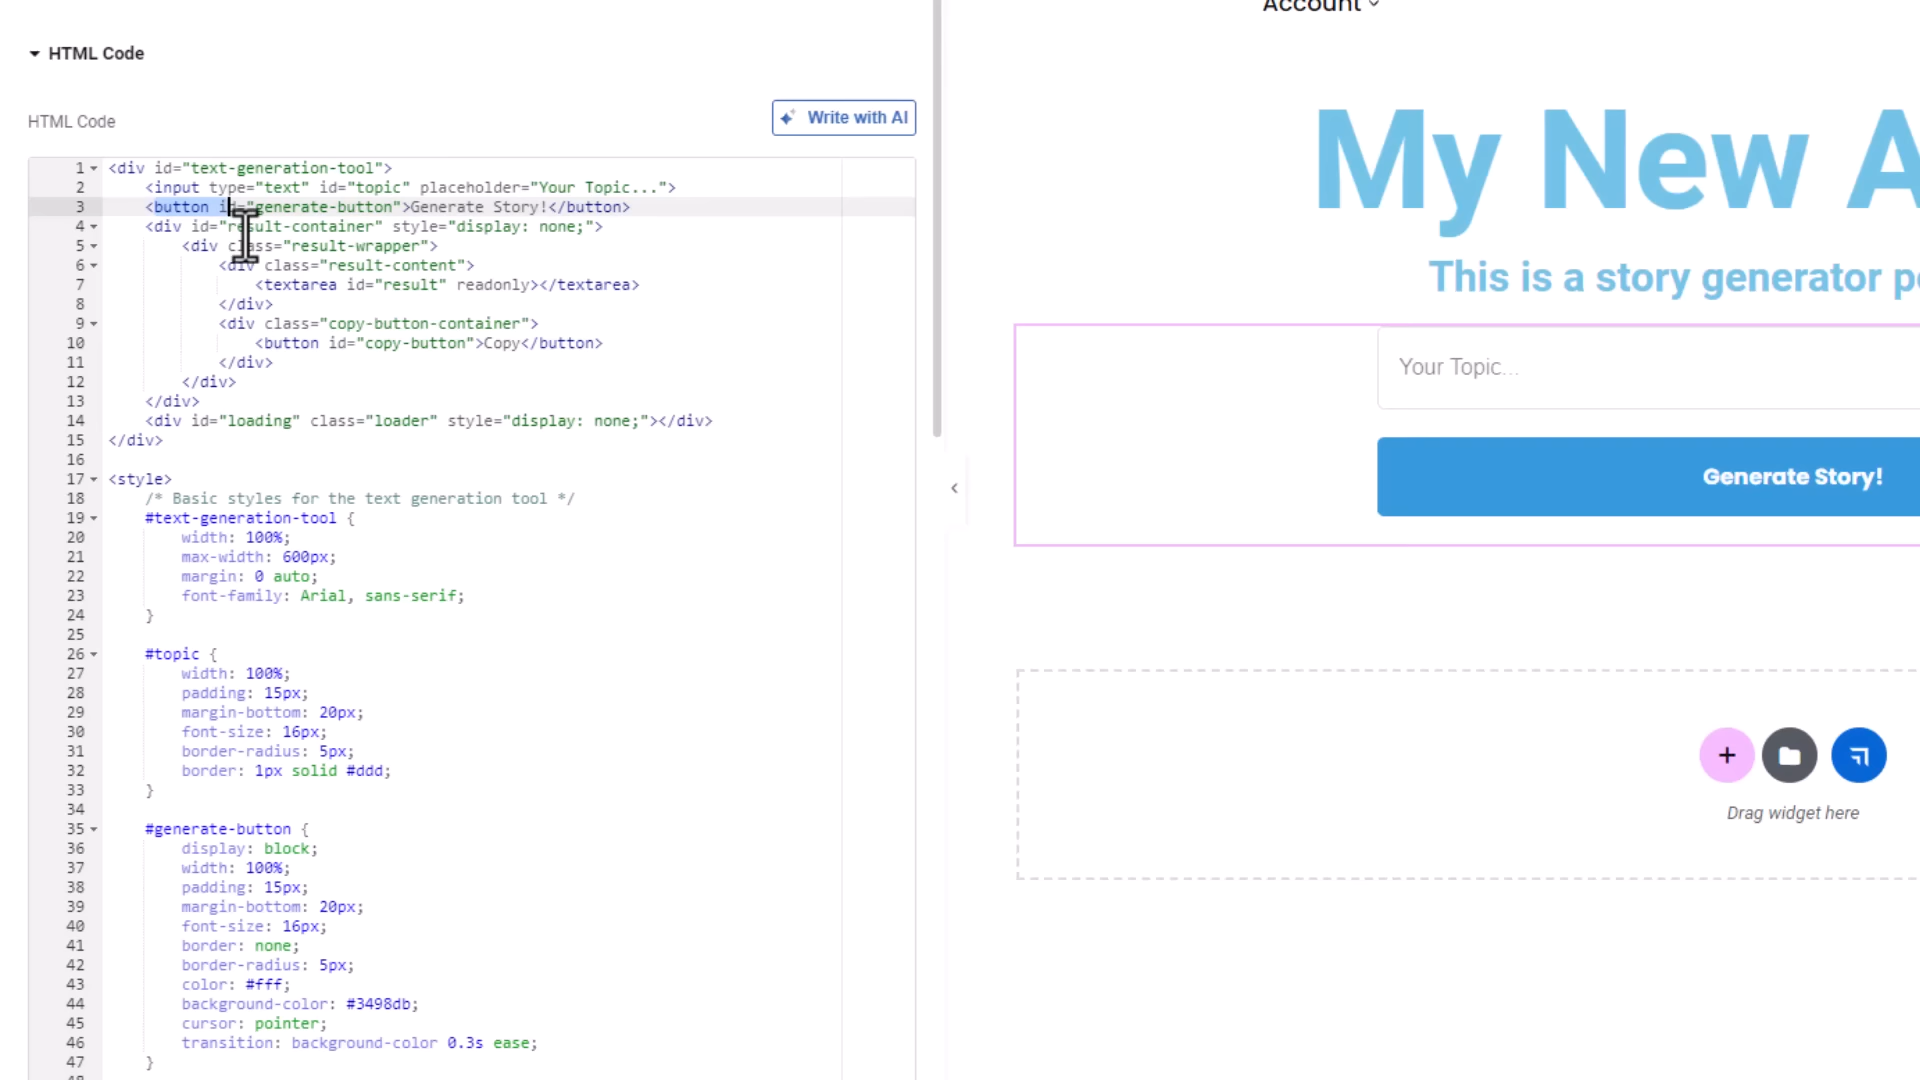 Account
HTML Code
HTML Code
Write with AI
1 <div id="text-generation-tool">
2 <input type="text" id="topic" placeholder="Your Topic...">
3 <button id="generate-button">Generate Story!</button>
4 <div id="result-container" style="display: none;">
5 <div class="result-wrapper">
6 <div class="result-content">
7 <textarea id="result" readonly></textarea>
8 </div>
9 <div class="copy-button-container">
10 <button id="copy-button">Copy</button>
11 </div>
12 </div>
13 </div>
14 <div id="loading" class="loader" style="display: none;"></div>
15 </div>
16
17 <style>
18 /* Basic styles for the text generation tool */
19 #text-generation-tool {
20 width: 100%;
21 max-width: 600px;
22 margin: 0 auto;
23 font-family: Arial, sans-serif;
24 }
25
26 #topic {
27 width: 100%;
28 padding: 15px;
29 margin-bottom: 20px;
30 font-size: 16px;
31 border-radius: 5px;
32 border: 1px solid #ddd;
33 }
34
35 #generate-button {
36 display: block;
37 width: 100%;
38 padding: 15px;
39 margin-bottom: 20px;
40 font-size: 16px;
41 border: none;
42 border-radius: 5px;
43 color: #fff;
44 background-color: #3498db;
45 cursor: pointer;
46 transition: background-color 0.3s ease;
47 }
My New A
This is a story generator p
Your Topic...
Generate Story!
Drag widget here